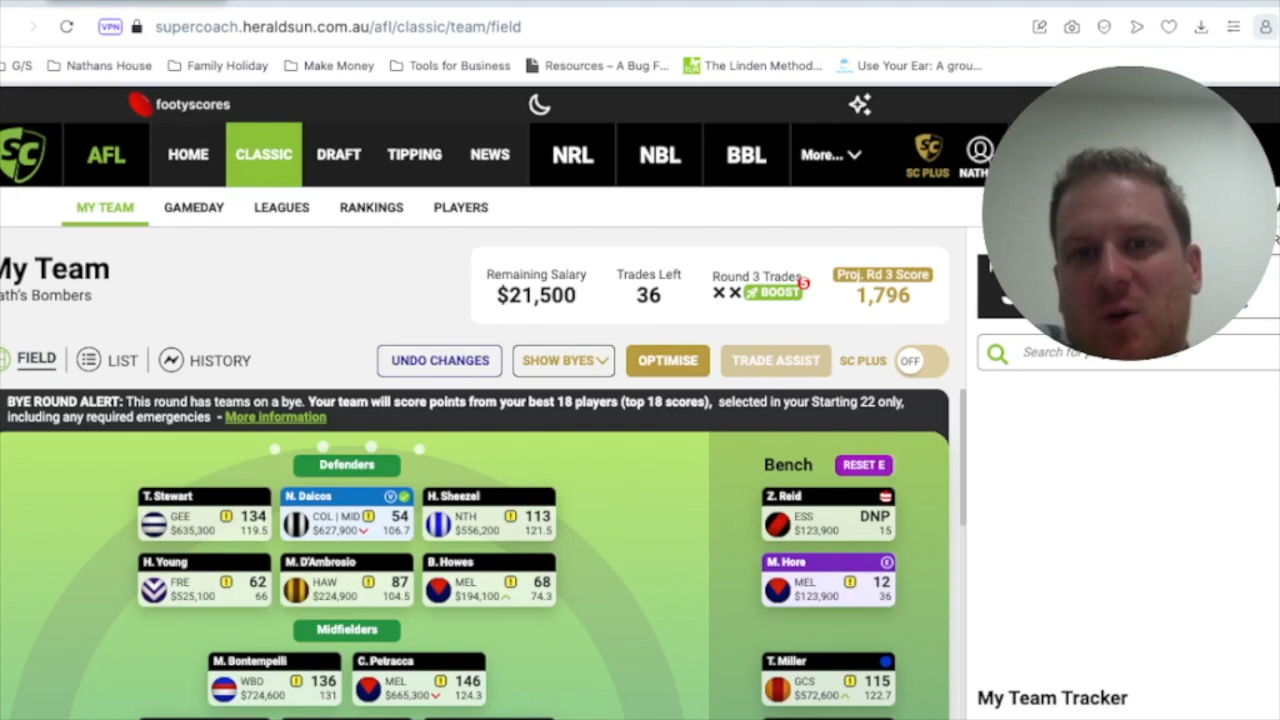 VPN supercoach.heraldsun.com.au/afl/classic/team/field
G/S Nathans House Family Holiday Make Money Tools for Business Resources – A Bug F... The Linden Method... Use Your Ear: A grou...
footyscores
SC AFL HOME CLASSIC DRAFT TIPPING NEWS NRL NBL BBL More... SC PLUS NATH
MY TEAM GAMEDAY LEAGUES RANKINGS PLAYERS
My Team
ath's Bombers
Remaining Salary Trades Left Round 3 Trades Proj. Rd 3 Score
$21,500 36 BOOST 5 1,796
FIELD LIST HISTORY UNDO CHANGES SHOW BYES OPTIMISE TRADE ASSIST SC PLUS OFF
Search for
BYE ROUND ALERT: This round has teams on a bye. Your team will score points from your best 18 players (top 18 scores), selected in your Starting 22 only,
including any required emergencies - More information
Defenders Bench RESET E
T. Stewart N. Daicos V H. Sheezel Z. Reid
GEE 134 COL | MID 54 NTH 113 ESS DNP
$635,300 119.5 $627,900 106.7 $556,200 121.5 $123,900 15
H. Young M. D'Ambrosio B. Howes M. Hore E
FRE 62 HAW 87 MEL 68 MEL 12
$525,100 66 $224,900 104.5 $194,100 74.3 $123,900 36
Midfielders
M. Bontempelli C. Petracca T. Miller
WBD 136 MEL 146 GCS 115
$724,600 131 $665,300 124.3 $572,600 122.7
My Team Tracker